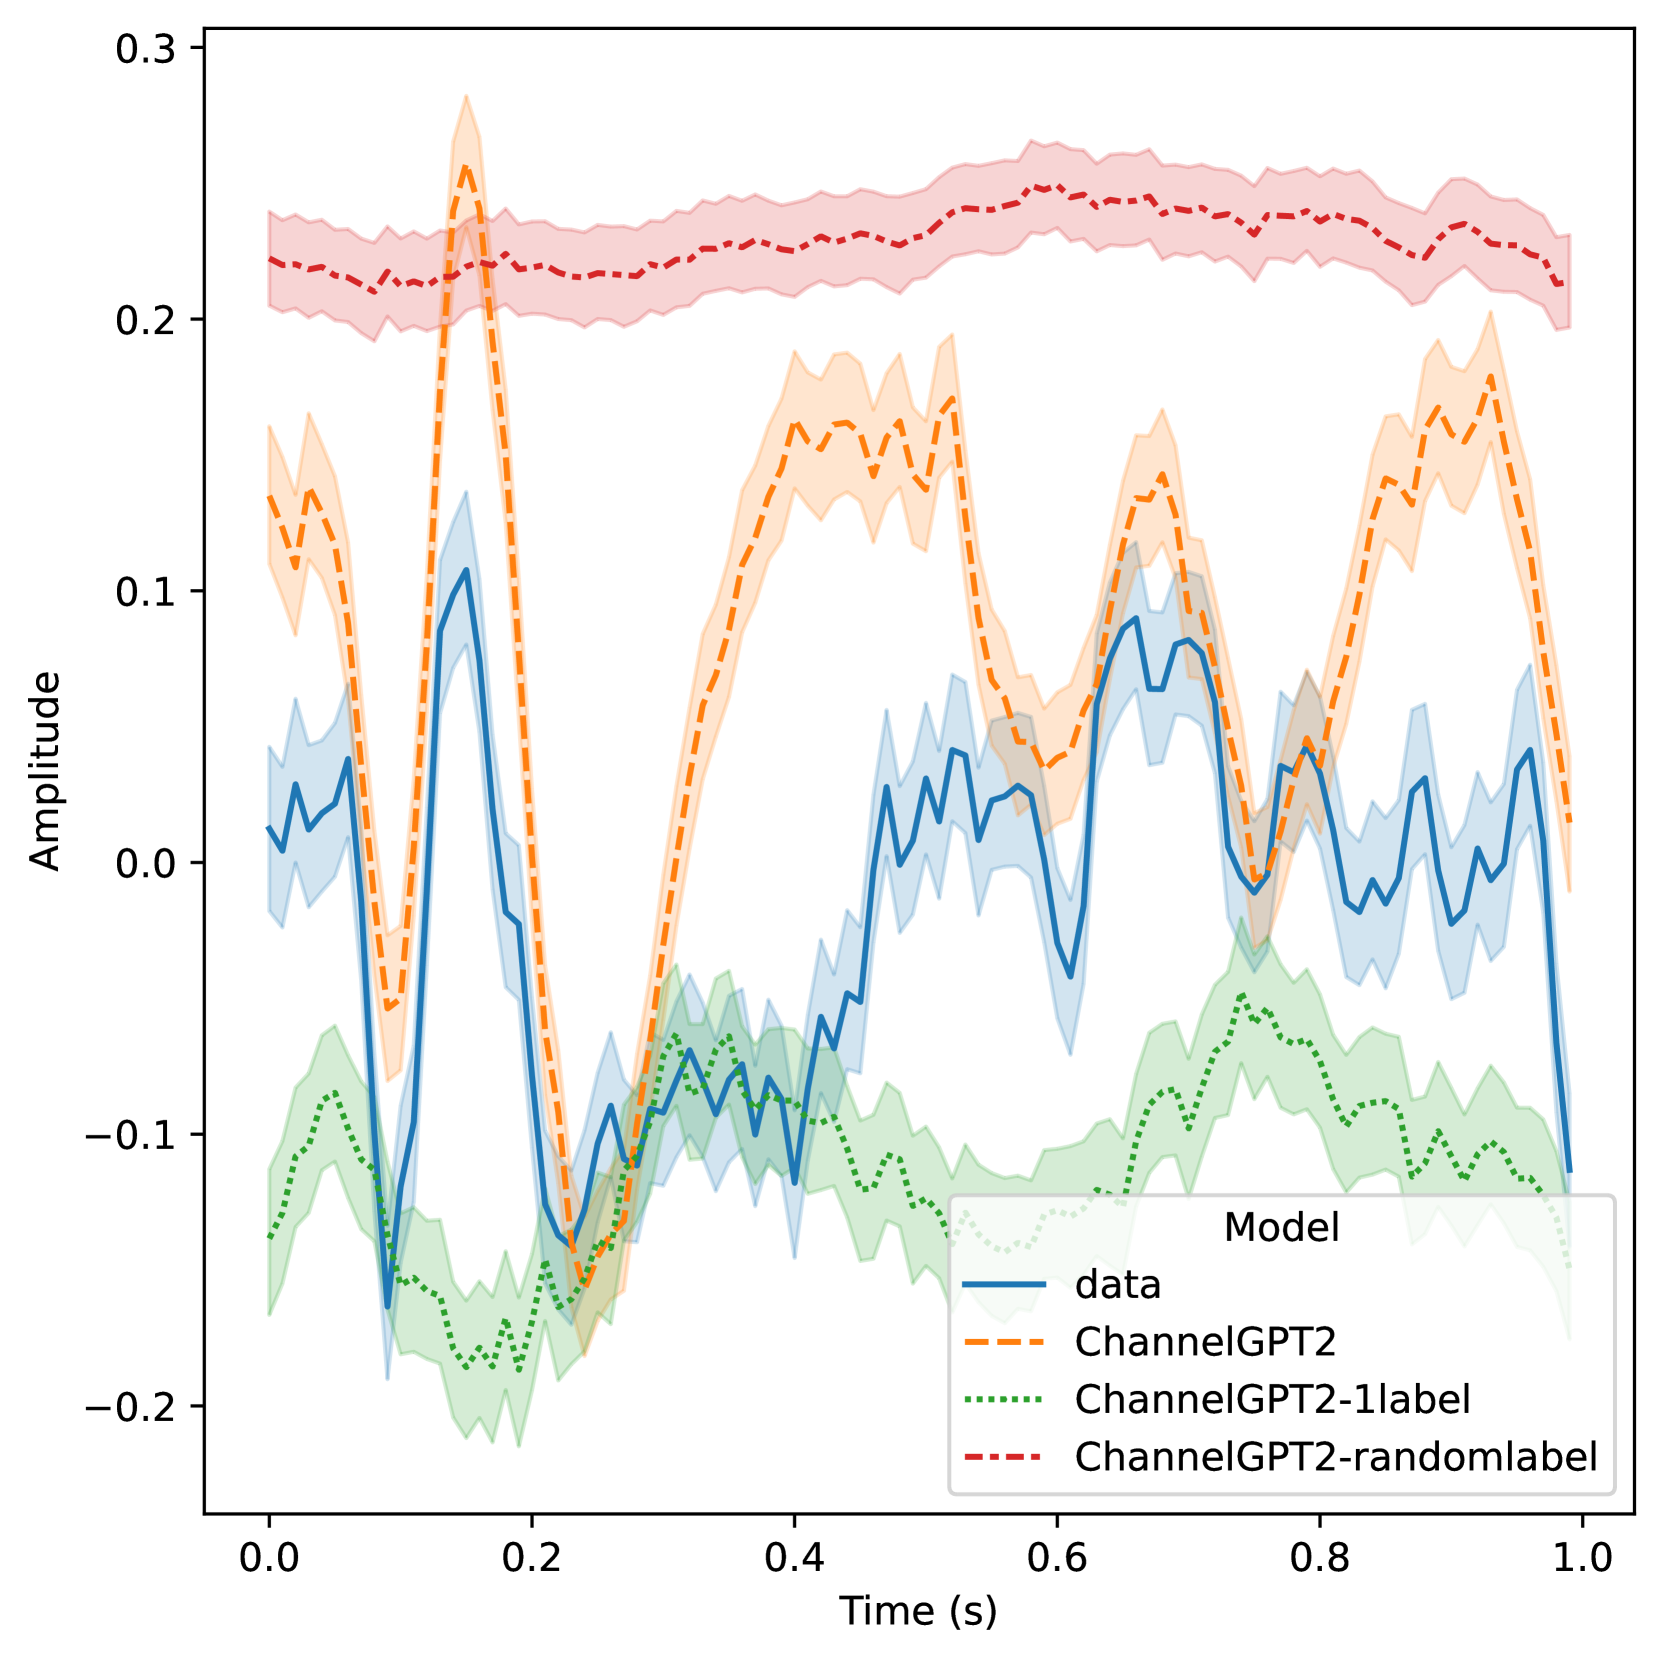 0.3
0.2
0.1
0.0
−0.1
−0.2
Amplitude
0.0 0.2 0.4 0.6 0.8 1.0
Time (s)
Model
data
ChannelGPT2
ChannelGPT2-1label
ChannelGPT2-randomlabel